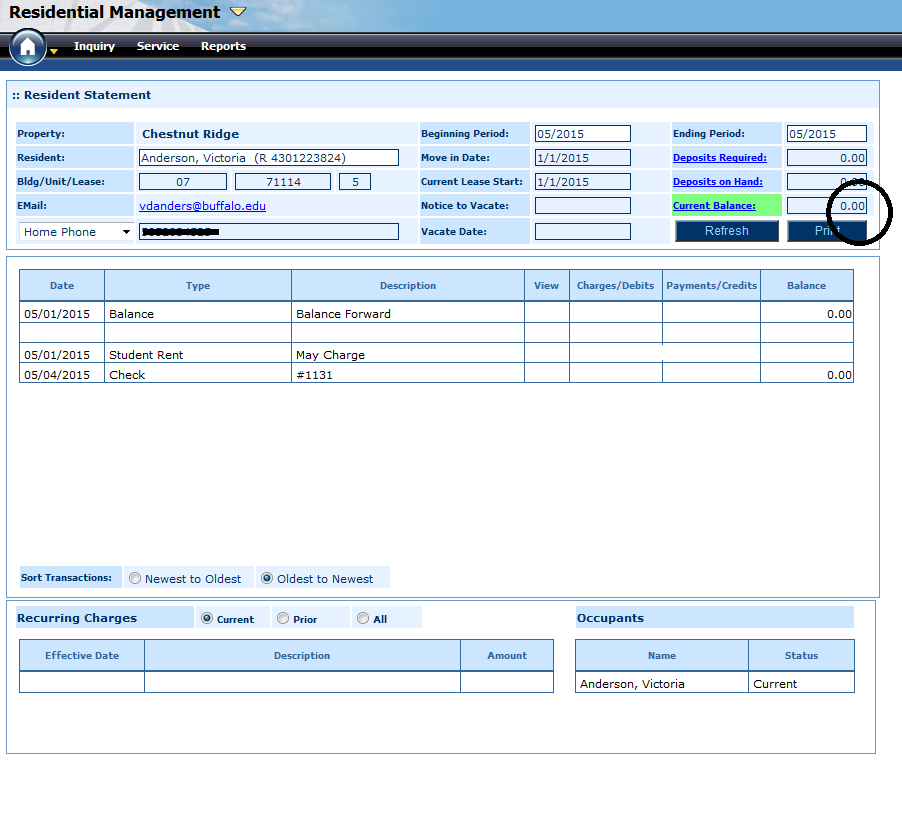 Residential Management
Inquiry Service Reports
:: Resident Statement
Property: Chestnut Ridge Beginning Period: 05/2015 Ending Period: 05/2015
Resident: Anderson, Victoria (R 4301223824) Move in Date: 1/1/2015 Deposits Required: 0.00
Bldg/Unit/Lease: 07 71114 5 Current Lease Start: 1/1/2015 Deposits on Hand: 0.00
EMail: vdanders@buffalo.edu Notice to Vacate: Current Balance: 0.00
Home Phone Vacate Date: Refresh Print
Date Type Description View Charges/Debits Payments/Credits Balance
05/01/2015 Balance Balance Forward 0.00
05/01/2015 Student Rent May Charge
05/04/2015 Check #1131 0.00
Sort Transactions: Newest to Oldest Oldest to Newest
Recurring Charges Current Prior All Occupants
Effective Date Description Amount Name Status
Anderson, Victoria Current